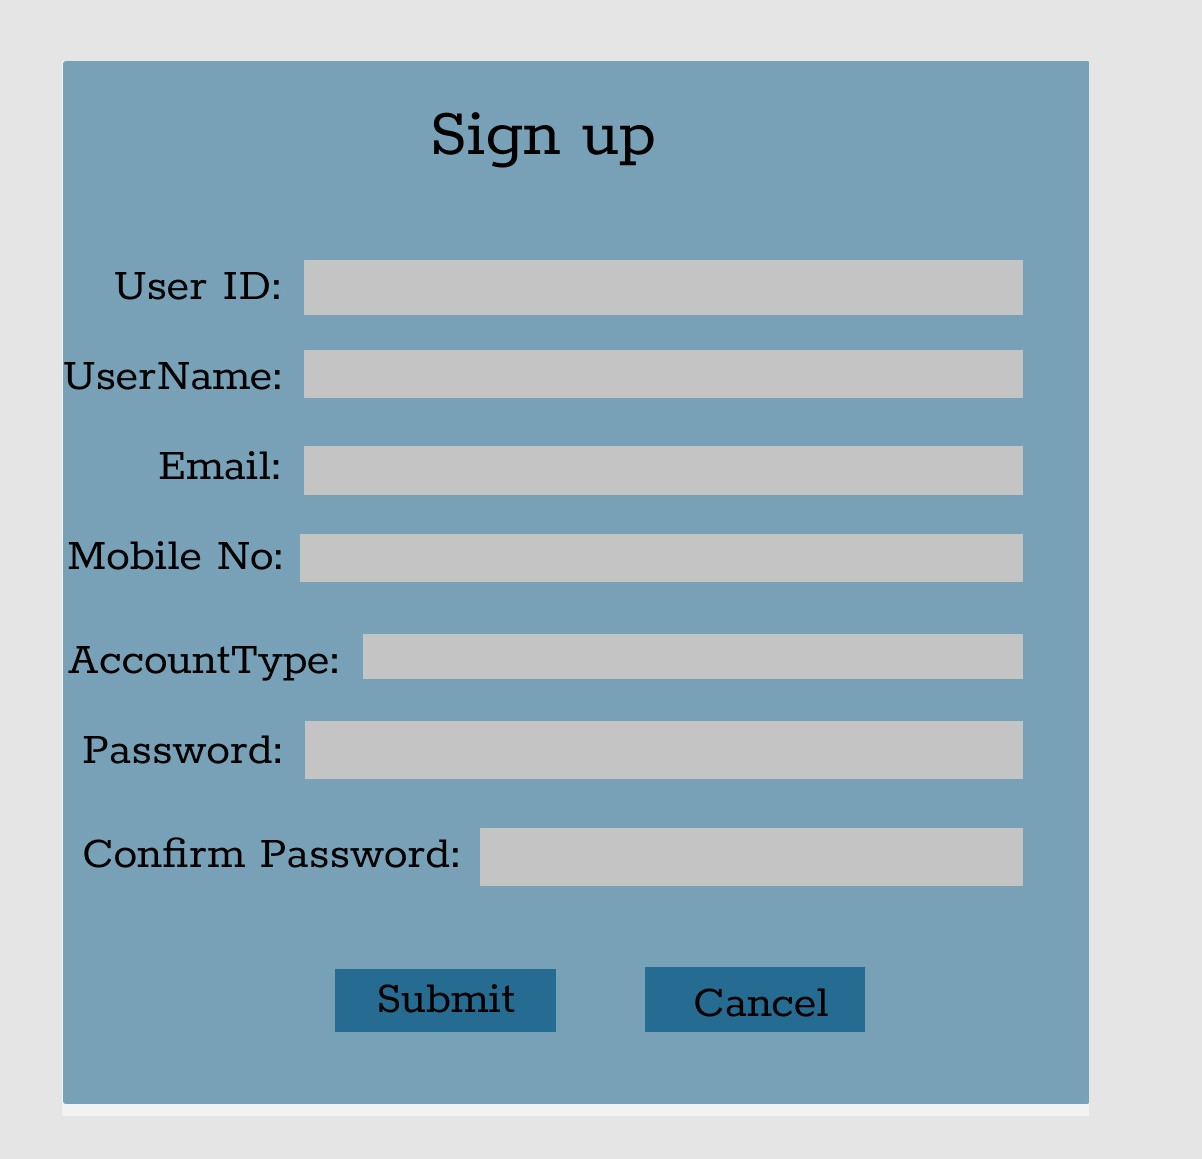 Sign up
User ID:
UserName:
Email:
Mobile No:
AccountType:
Password:
Confirm Password:
Submit
Cancel